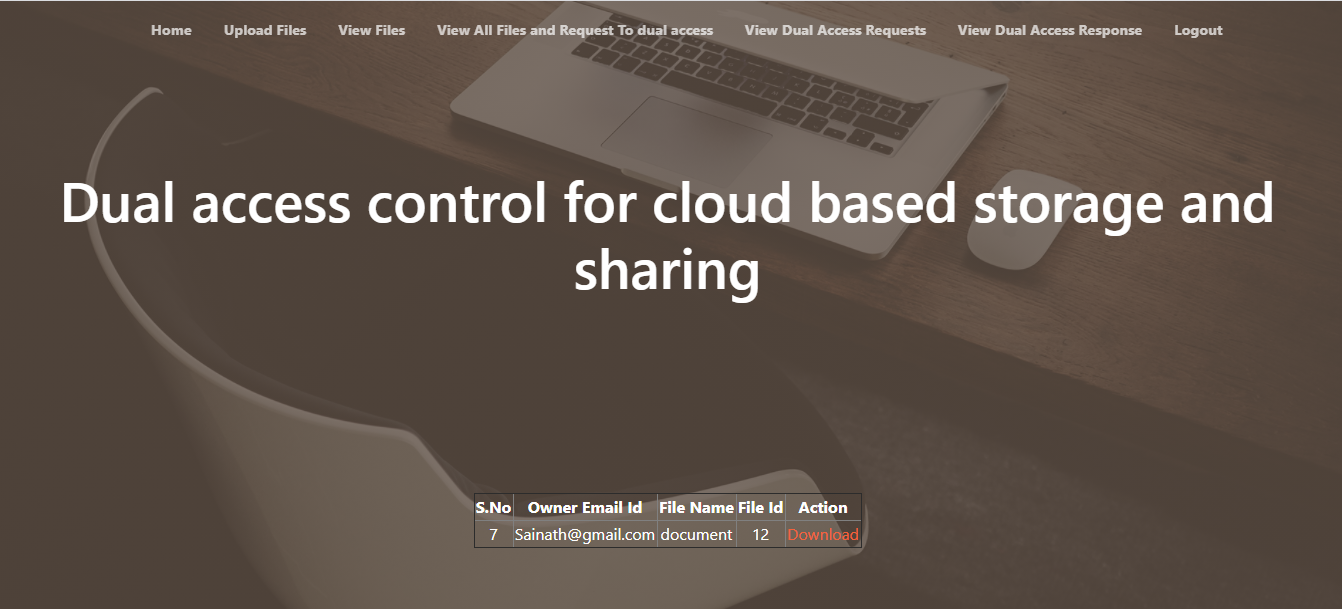 Home Upload Files View Files View All Files and Request To dual access View Dual Access Requests View Dual Access Response Logout
Dual access control for cloud based storage and
sharing
S.No Owner Email Id File Name File Id Action
7 Sainath@gmail.com document 12 Download